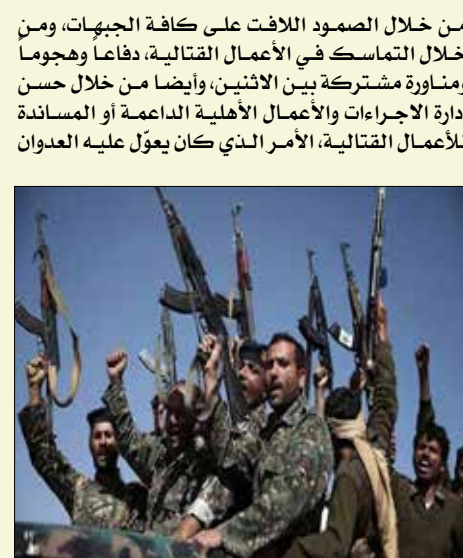 من خلال الصمود اللافت على كافة الجبهات، ومن
خلال التماسك في الأعمال القتالية، دفاعاً وهجوماً
ومناورة مشتركة بين الاثنين، وأيضا من خلال حسن
دارة الاجراءات والأعمال الأهلية الداعمة أو المساندة
للأعمال القتالية، الأمر الذي كان يعوّل عليه العدوان